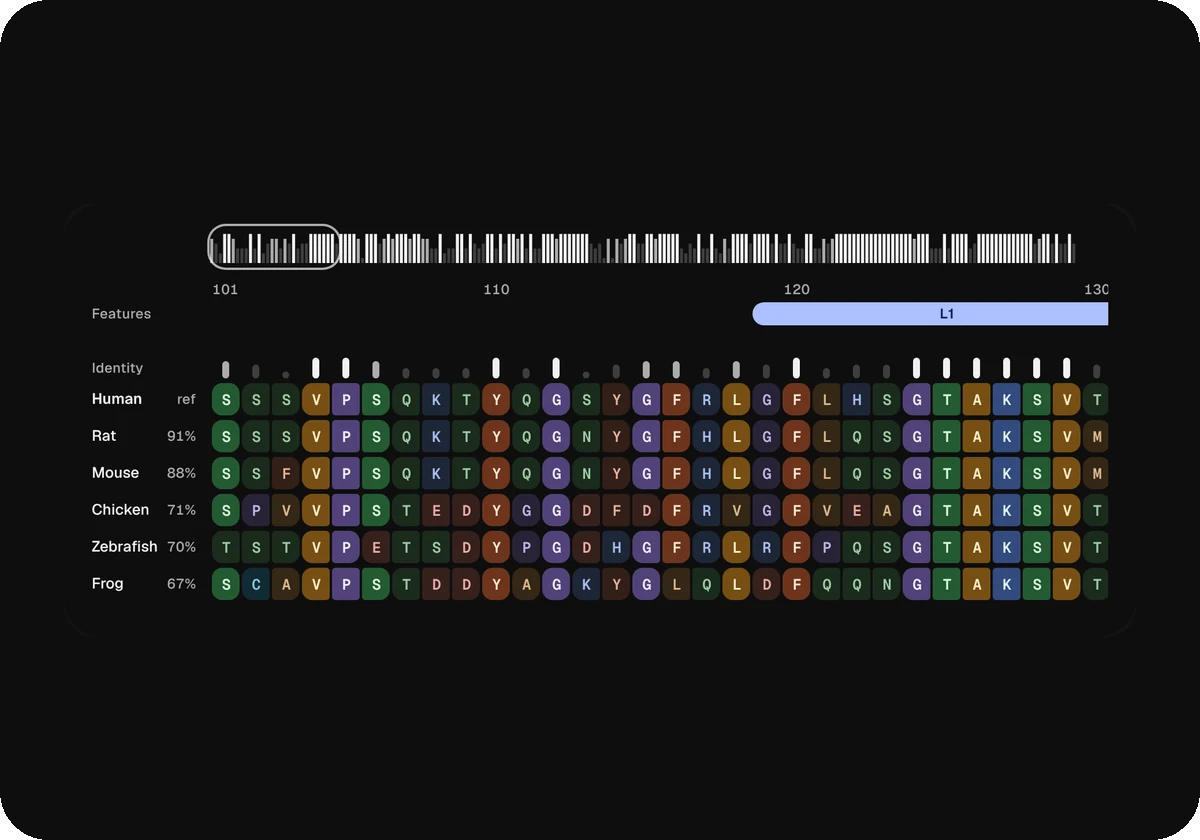 101 110 120 130
Features L1
Identity
Human ref S S S V P S Q K T Y Q G S Y G F R L G F L H S G T A K S V T
Rat 91% S S S V P S Q K T Y Q G N Y G F H L G F L Q S G T A K S V M
Mouse 88% S S F V P S Q K T Y Q G N Y G F H L G F L Q S G T A K S V M
Chicken 71% S P V V P S T E D Y G G D F D F R V G F V E A G T A K S V T
Zebrafish 70% T S T V P E T S D Y P G D H G F R L R F P Q S G T A K S V T
Frog 67% S C A V P S T D D Y A G K Y G L Q L D F Q Q N G T A K S V T